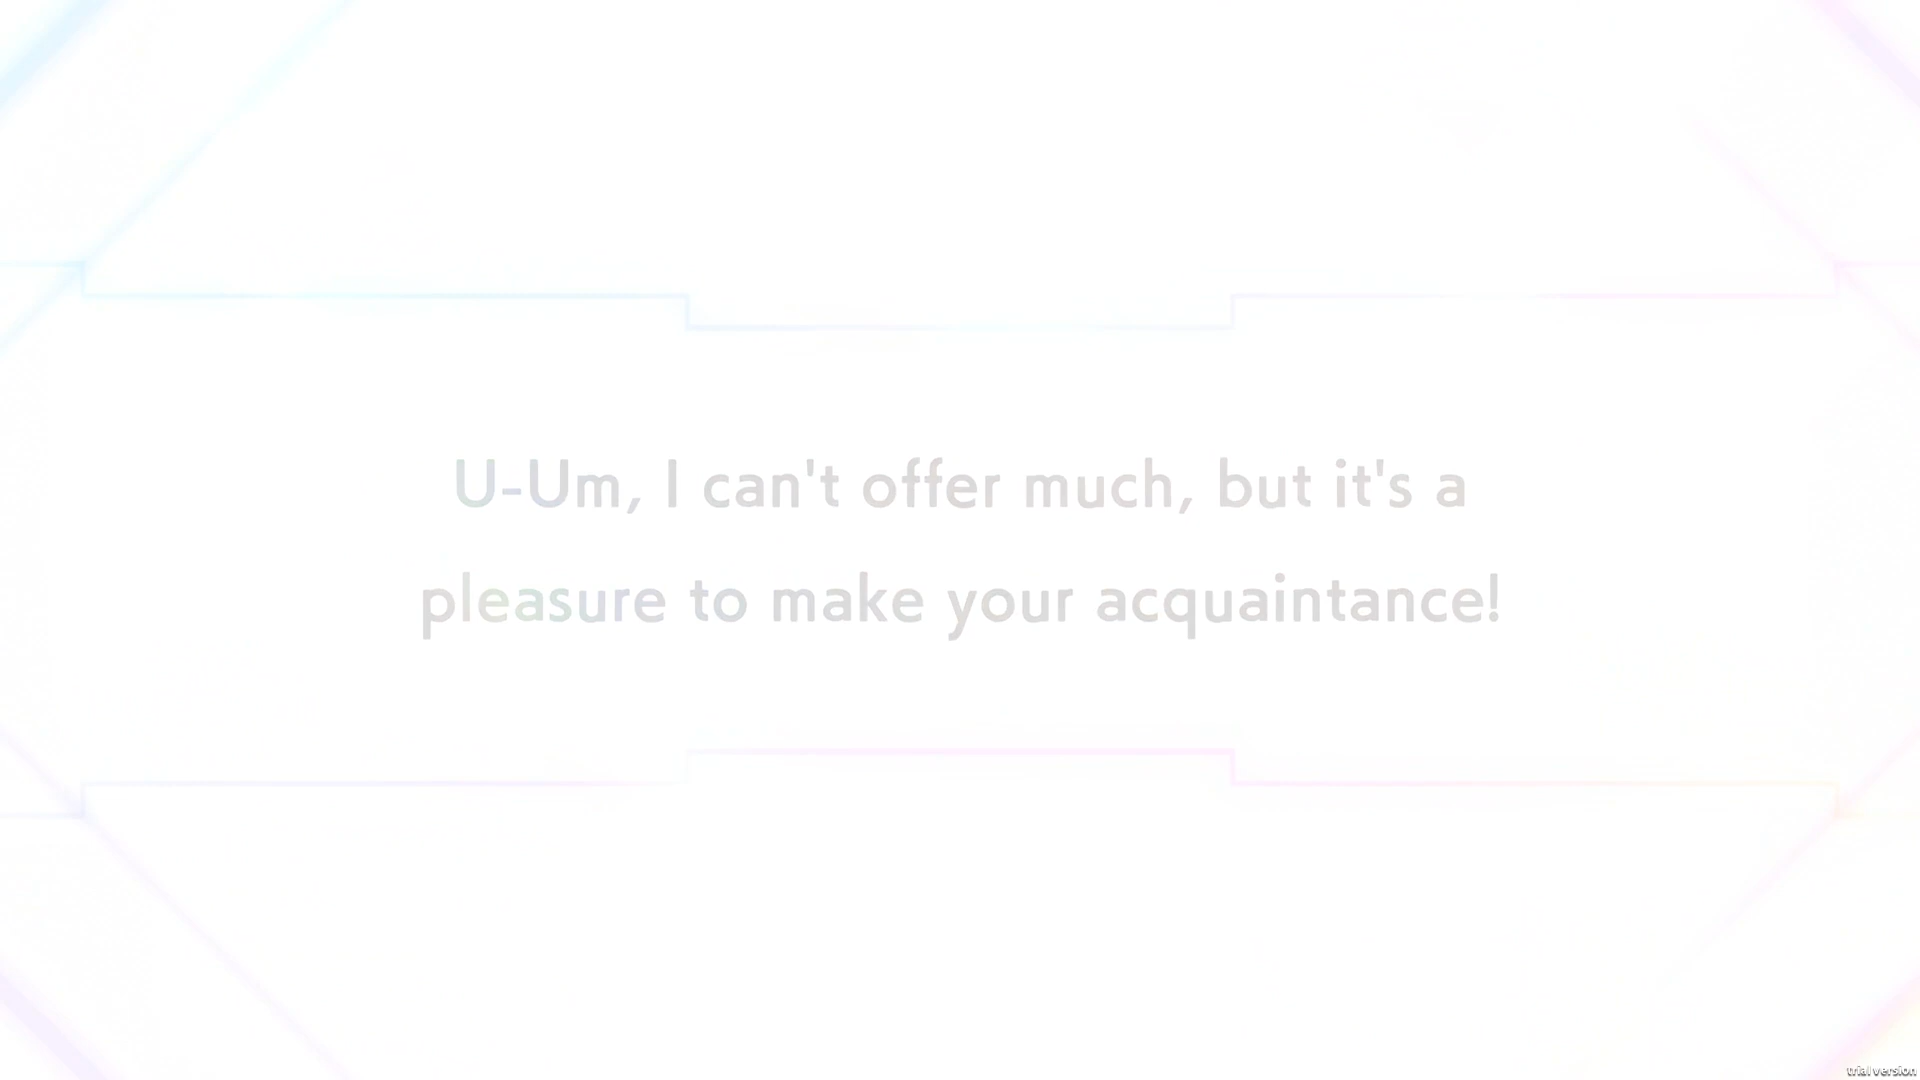 U-Um, I can't offer much, but it's a
pleasure to make your acquaintance!
trial version